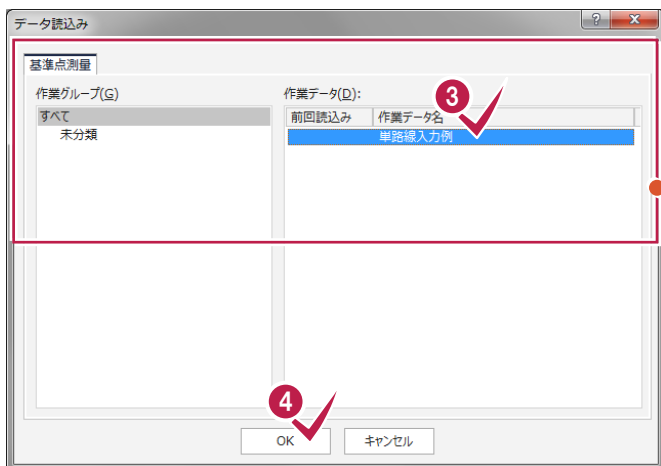 データ読込み
基準点測量
作業グループ(G)
作業データ(D):
3
すべて
前回読込み 作業データ名
未分類
単路線入力例
4
OK キャンセル